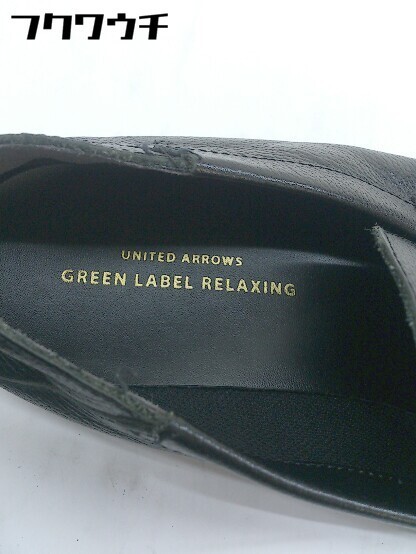 フクワウチ
UNITED ARROWS
GREEN LABEL RELAXING